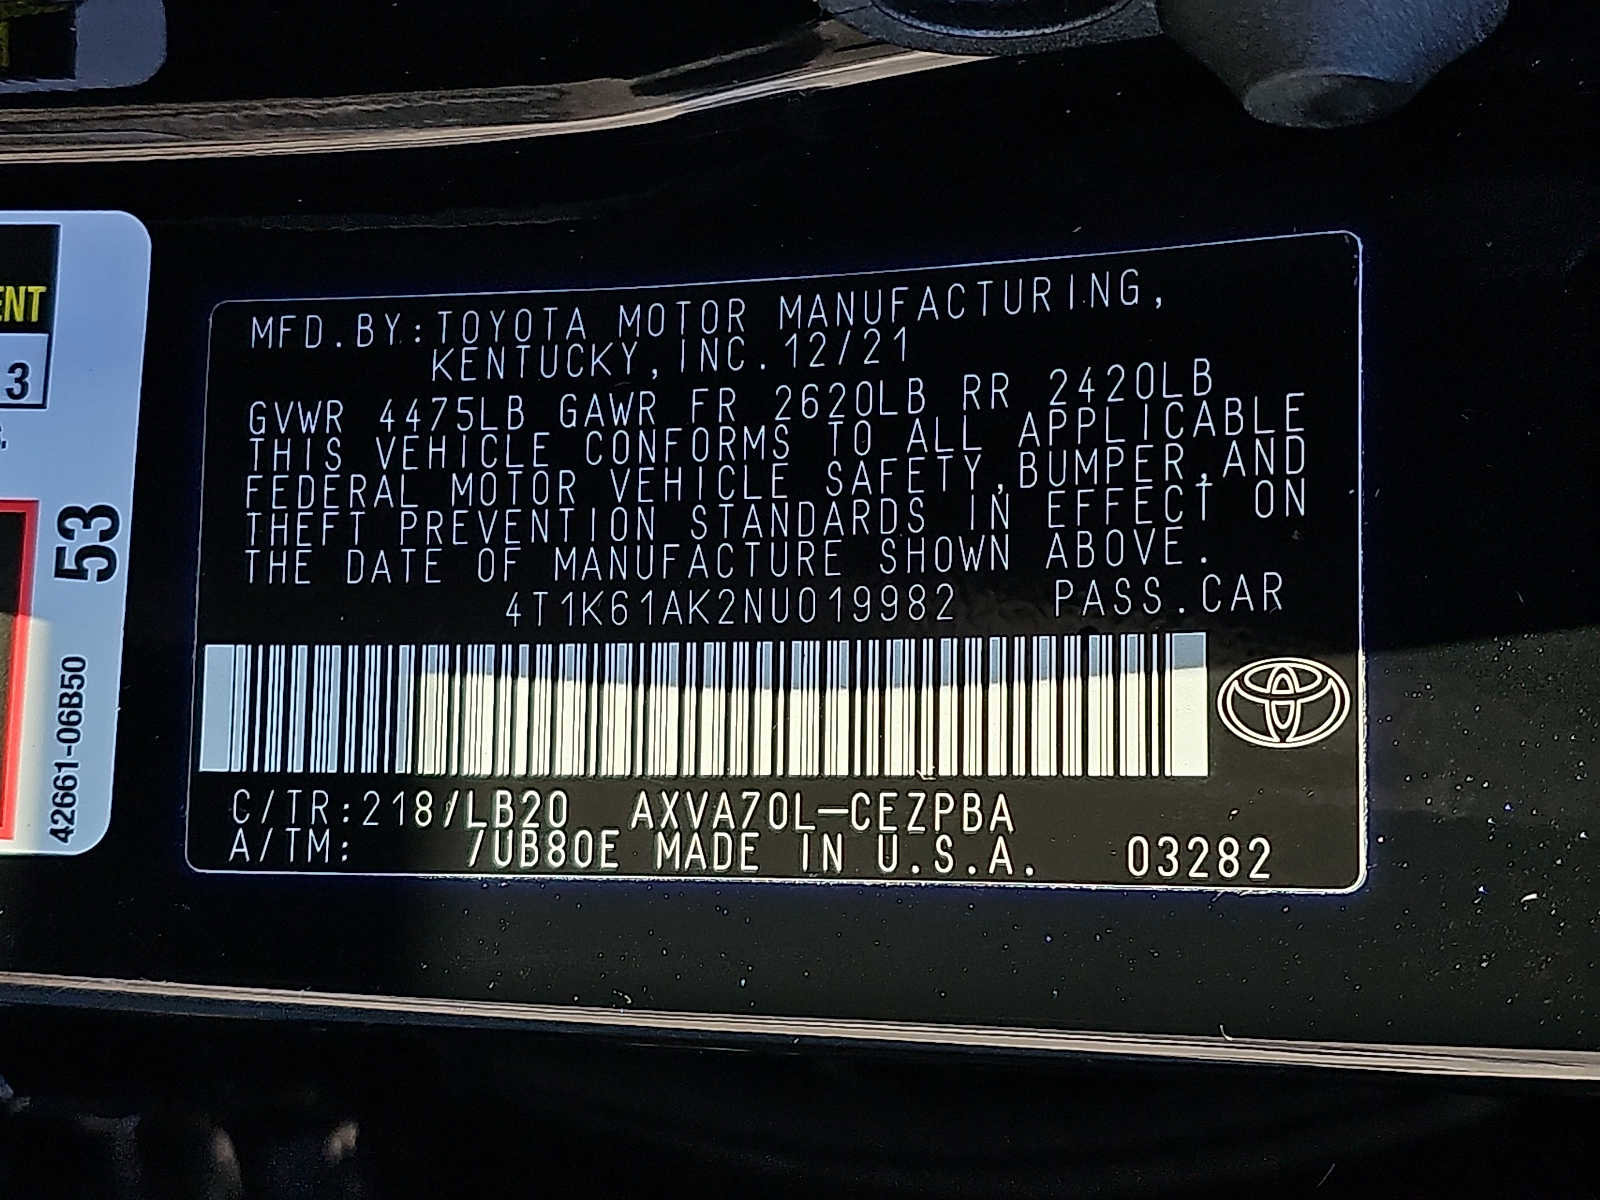 ENT
3
53
42661-06B50
MFD.BY:TOYOTA MOTOR MANUFACTURING,
KENTUCKY,INC.12/21
GVWR 4475LB GAWR FR 2620LB RR 2420LB
THIS VEHICLE CONFORMS TO ALL APPLICABLE
FEDERAL MOTOR VEHICLE SAFETY,BUMPER,AND
THEFT PREVENTION STANDARDS IN EFFECT ON
THE DATE OF MANUFACTURE SHOWN ABOVE.
4T1K61AK2NU019982 PASS.CAR
C/TR:218/LB20 AXVA70L-CEZPBA
A/TM: /UB80E MADE IN U.S.A. 03282